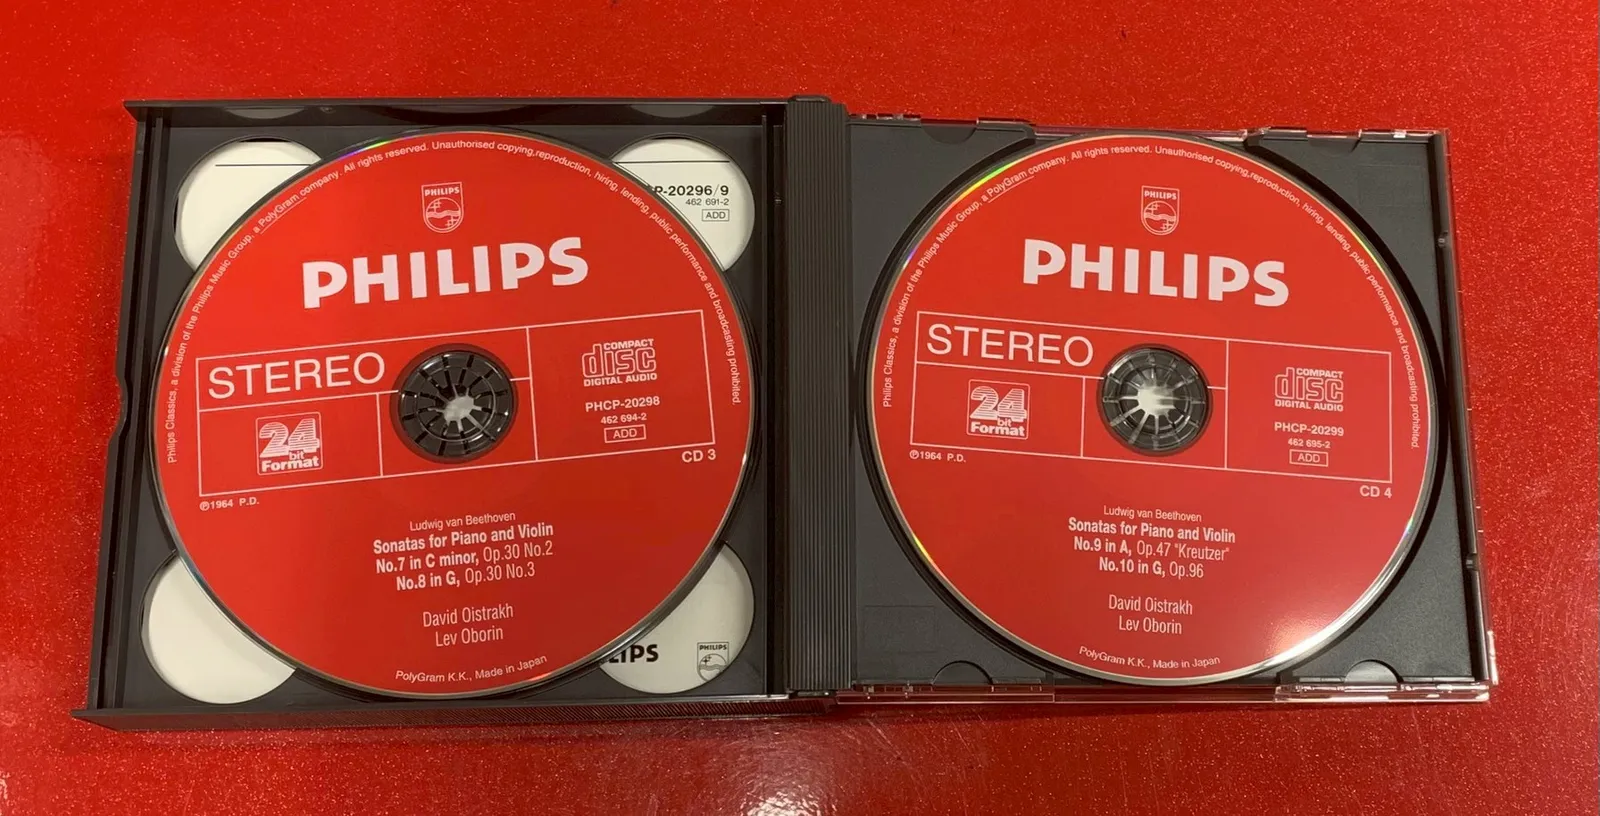 Philips Classics, a division of the Philips Music Group, a PolyGram company. All rights reserved. Unauthorised copying,reproduction, hiring, lending, public performance and broadcasting prohibited.
PHILIPS
PHILIPS
STEREO
COMPACT
disc
DIGITAL AUDIO
24
bit
Format
PHCP-20298
462 694-2
ADD
℗1964 P.D.
CD 3
Ludwig van Beethoven
Sonatas for Piano and Violin
No.7 in C minor, Op.30 No.2
No.8 in G, Op.30 No.3
David Oistrakh
Lev Oborin
PolyGram K.K., Made in Japan
P-20296/9
462 691-2
ADD
LIPS
PHILIPS
Philips Classics, a division of the Philips Music Group, a PolyGram company. All rights reserved. Unauthorised copying,reproduction, hiring, lending, public performance and broadcasting prohibited.
PHILIPS
PHILIPS
STEREO
COMPACT
disc
DIGITAL AUDIO
24
bit
Format
PHCP-20299
462 695-2
ADD
℗1964 P.D.
CD 4
Ludwig van Beethoven
Sonatas for Piano and Violin
No.9 in A, Op.47 "Kreutzer"
No.10 in G, Op.96
David Oistrakh
Lev Oborin
PolyGram K.K., Made in Japan